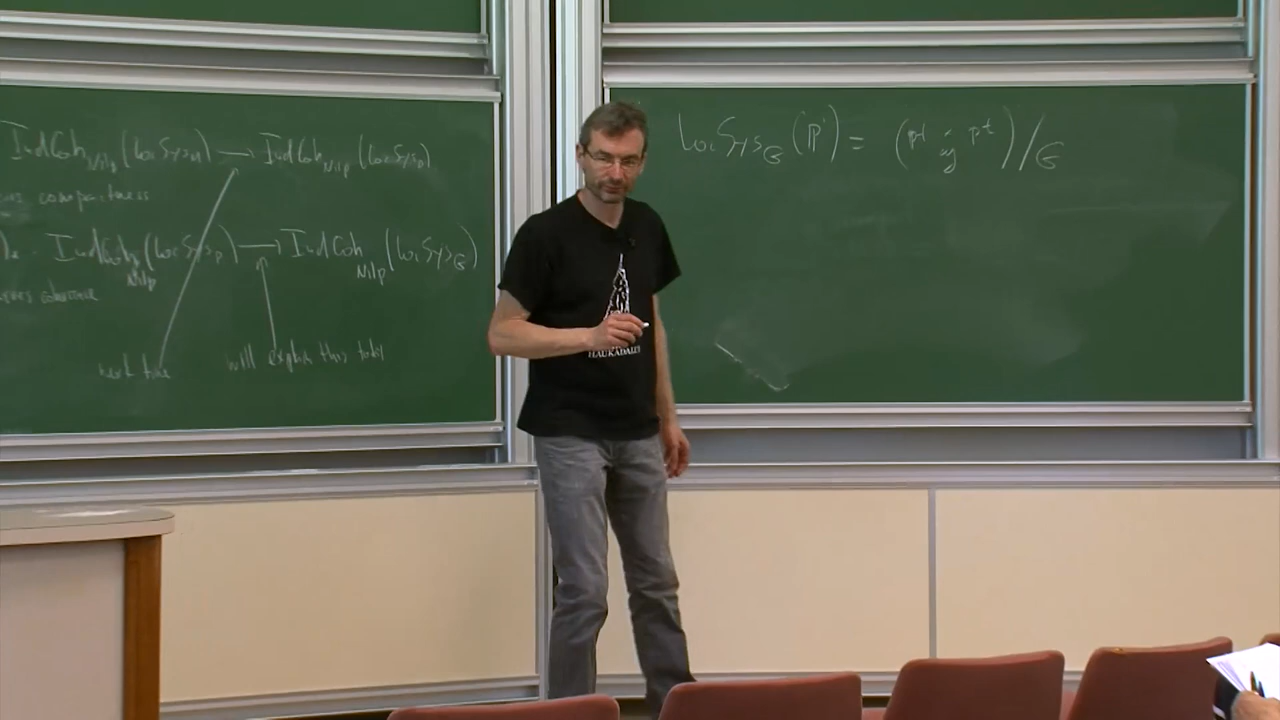 IndCoh_Nilp (LocSys_M) → IndCoh_Nilp (LocSys_P)
compactness
IndCoh_Nilp (LocSys_P) → IndCoh_Nilp (LocSys_G)
next time
will explain this today
LocSys_G (P¹) = (pt ×_g pt)/G
HAUKADALUR